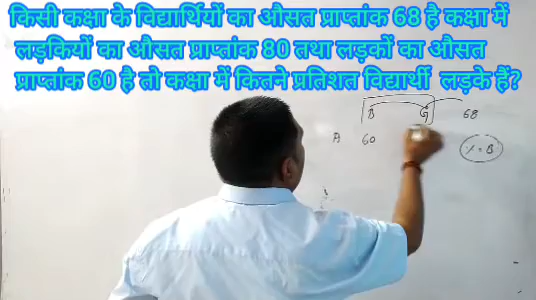 किसी कक्षा के विद्यार्थियों का औसत प्राप्तांक 68 है कक्षा में
लड़कियों का औसत प्राप्तांक 80 तथा लड़कों का औसत
प्राप्तांक 60 है तो कक्षा में कितने प्रतिशत विद्यार्थी लड़के हैं?
B G 68
A 60